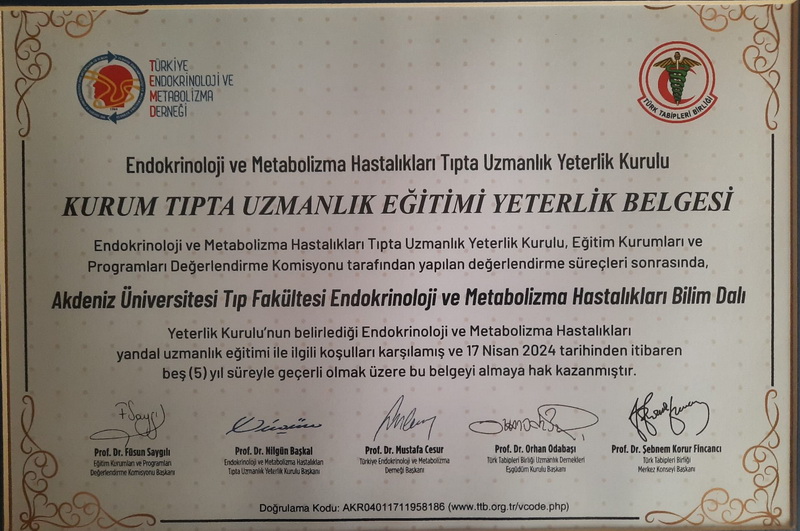 TÜRKİYE
ENDOKRİNOLOJİ VE
METABOLİZMA
DERNEĞİ
TÜRK TABİPLERİ BİRLİĞİ
Endokrinoloji ve Metabolizma Hastalıkları Tıpta Uzmanlık Yeterlik Kurulu
KURUM TIPTA UZMANLIK EĞİTİMİ YETERLİK BELGESİ
Endokrinoloji ve Metabolizma Hastalıkları Tıpta Uzmanlık Yeterlik Kurulu, Eğitim Kurumları ve
Programları Değerlendirme Komisyonu tarafından yapılan değerlendirme süreçleri sonrasında,
Akdeniz Üniversitesi Tıp Fakültesi Endokrinoloji ve Metabolizma Hastalıkları Bilim Dalı
Yeterlik Kurulu'nun belirlediği Endokrinoloji ve Metabolizma Hastalıkları
yandal uzmanlık eğitimi ile ilgili koşulları karşılamış ve 17 Nisan 2024 tarihinden itibaren
beş (5) yıl süreyle geçerli olmak üzere bu belgeyi almaya hak kazanmıştır.
Prof. Dr. Füsun Saygılı
Eğitim Kurumları ve Programları
Değerlendirme Komisyonu Başkanı
Prof. Dr. Nilgün Başkal
Endokrinoloji ve Metabolizma Hastalıkları
Tıpta Uzmanlık Yeterlik Kurulu Başkanı
Prof. Dr. Mustafa Cesur
Türkiye Endokrinoloji ve Metabolizma
Derneği Başkanı
Prof. Dr. Orhan Odabaşı
Türk Tabipleri Birliği Uzmanlık Dernekleri
Eşgüdüm Kurulu Başkanı
Prof. Dr. Şebnem Korur Fincancı
Türk Tabipleri Birliği
Merkez Konseyi Başkanı
Doğrulama Kodu: AKR04011711958186 (www.ttb.org.tr/vcode.php)